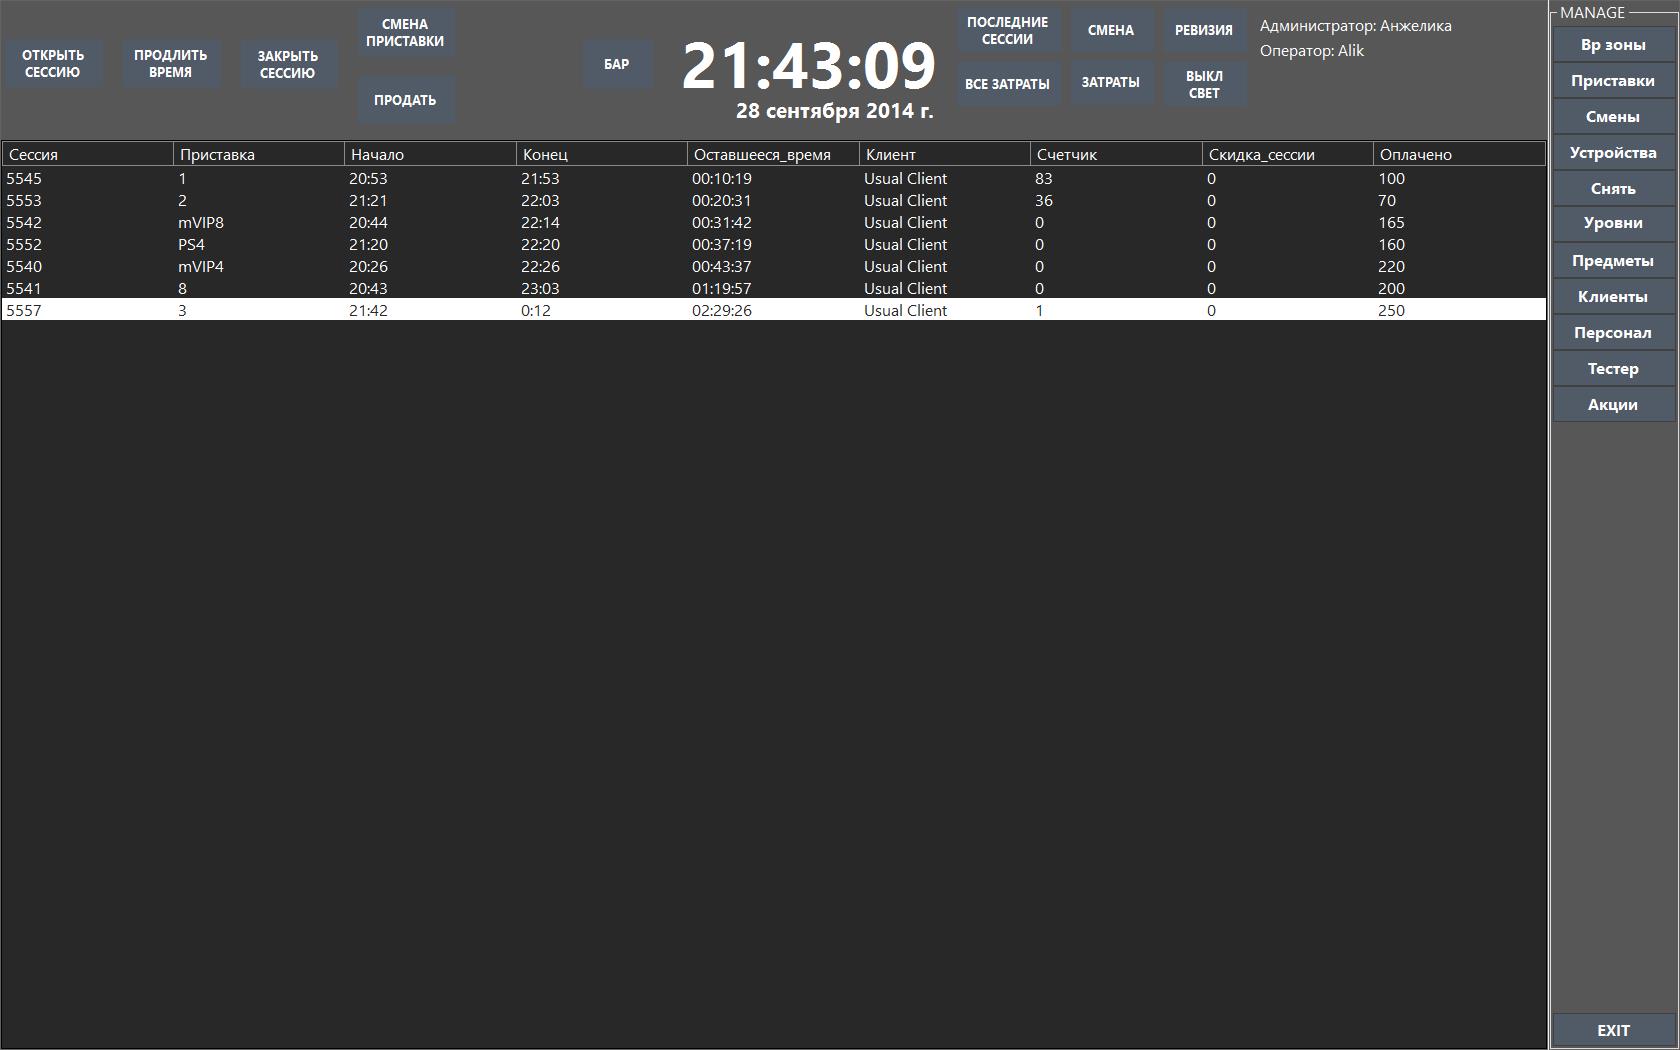 ОТКРЫТЬ
СЕССИЮ
ПРОДЛИТЬ
ВРЕМЯ
ЗАКРЫТЬ
СЕССИЮ
СМЕНА
ПРИСТАВКИ
ПРОДАТЬ
БАР
21:43:09
28 сентября 2014 г.
ПОСЛЕДНИЕ
СЕССИИ
СМЕНА
РЕВИЗИЯ
ВСЕ ЗАТРАТЫ
ЗАТРАТЫ
ВЫКЛ
СВЕТ
Администратор: Анжелика
Оператор: Alik
Сессия Приставка Начало Конец Оставшееся_время Клиент Счетчик Скидка_сессии Оплачено
5545 1 20:53 21:53 00:10:19 Usual Client 83 0 100
5553 2 21:21 22:03 00:20:31 Usual Client 36 0 70
5542 mVIP8 20:44 22:14 00:31:42 Usual Client 0 0 165
5552 PS4 21:20 22:20 00:37:19 Usual Client 0 0 160
5540 mVIP4 20:26 22:26 00:43:37 Usual Client 0 0 220
5541 8 20:43 23:03 01:19:57 Usual Client 0 0 200
5557 3 21:42 0:12 02:29:26 Usual Client 1 0 250
MANAGE
Вр зоны
Приставки
Смены
Устройства
Снять
Уровни
Предметы
Клиенты
Персонал
Тестер
Акции
EXIT